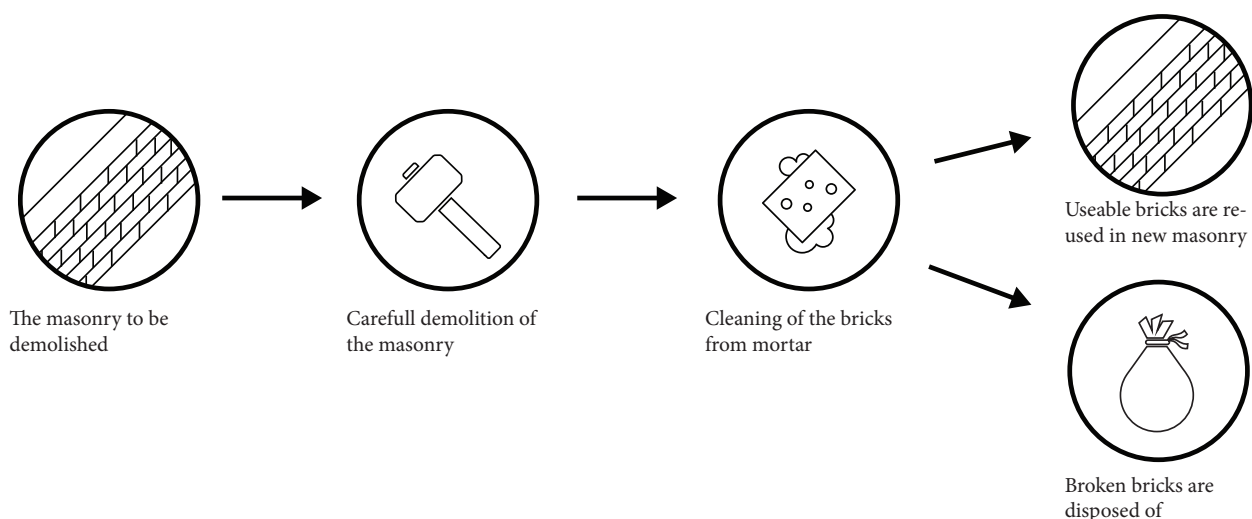 The masonry to be
demolished
Carefull demolition of
the masonry
Cleaning of the bricks
from mortar
Useable bricks are re-
used in new masonry
Broken bricks are
disposed of